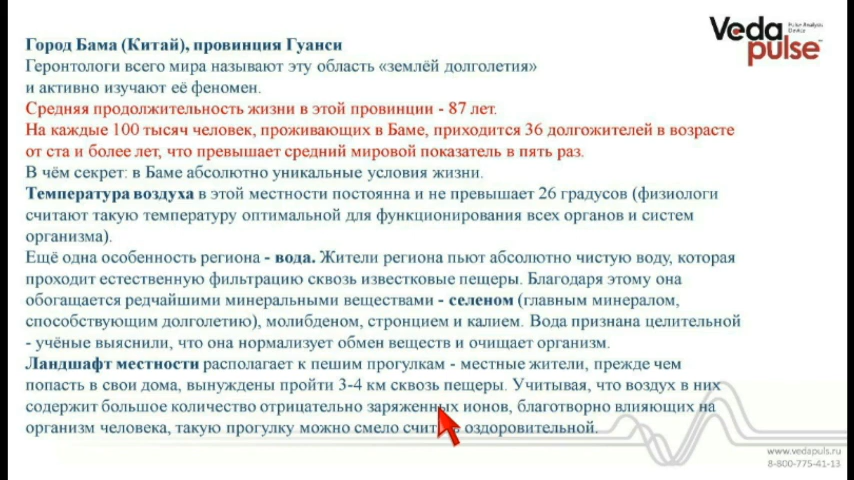 Veda
pulse
Pulse Analysis
Device
Город Бама (Китай), провинция Гуанси
Геронтологи всего мира называют эту область «землёй долголетия»
и активно изучают её феномен.
Средняя продолжительность жизни в этой провинции - 87 лет.
На каждые 100 тысяч человек, проживающих в Баме, приходится 36 долгожителей в возрасте
от ста и более лет, что превышает средний мировой показатель в пять раз.
В чём секрет: в Баме абсолютно уникальные условия жизни.
Температура воздуха в этой местности постоянна и не превышает 26 градусов (физиологи
считают такую температуру оптимальной для функционирования всех органов и систем
организма).
Ещё одна особенность региона - вода. Жители региона пьют абсолютно чистую воду, которая
проходит естественную фильтрацию сквозь известковые пещеры. Благодаря этому она
обогащается редчайшими минеральными веществами - селеном (главным минералом,
способствующим долголетию), молибденом, стронцием и калием. Вода признана целительной
- учёные выяснили, что она нормализует обмен веществ и очищает организм.
Ландшафт местности располагает к пешим прогулкам - местные жители, прежде чем
попасть в свои дома, вынуждены пройти 3-4 км сквозь пещеры. Учитывая, что воздух в них
содержит большое количество отрицательно заряженных ионов, благотворно влияющих на
организм человека, такую прогулку можно смело оздоровительной.
www.vedapuls.ru
8-800-775-41-13